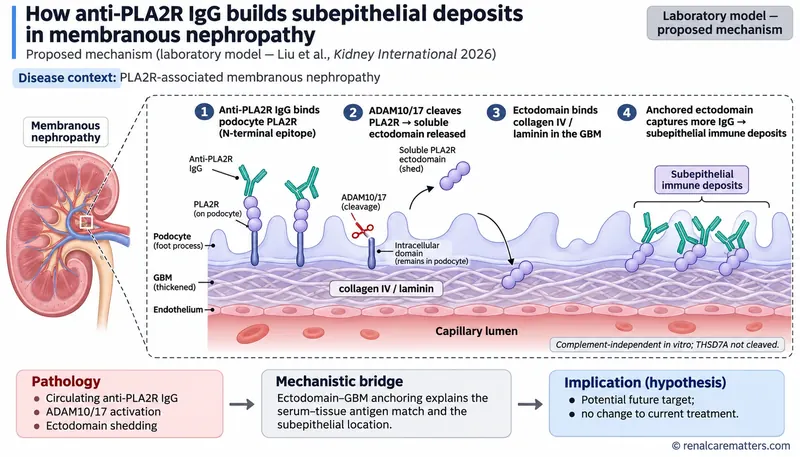 How anti-PLA2R IgG builds subepithelial deposits
in membranous nephropathy
Proposed mechanism (laboratory model – Liu et al., Kidney International 2026)
Laboratory model –
proposed mechanism
Disease context: PLA2R-associated membranous nephropathy
Membranous
nephropathy
1 Anti-PLA2R IgG binds
podocyte PLA2R
(N-terminal epitope)
2 ADAM10/17 cleaves
PLA2R → soluble
ectodomain released
3 Ectodomain binds
collagen IV /
laminin in the GBM
4 Anchored ectodomain
captures more IgG →
subepithelial immune deposits
Anti-PLA2R
IgG
PLA2R
(on podocyte)
Podocyte
(foot process)
GBM
(thickened)
Endothelium
ADAM10/17
(cleavage)
Soluble PLA2R
ectodomain
(shed)
Intracellular
domain
(remains in podocyte)
collagen IV / laminin
Subepithelial
immune deposits
Capillary lumen
Complement-independent in vitro; THSD7A not cleaved.
Pathology
• Circulating anti-PLA2R IgG
• ADAM10/17 activation
• Ectodomain shedding
Mechanistic bridge
Ectodomain–GBM anchoring explains the
serum–tissue antigen match and the
subepithelial location.
Implication (hypothesis)
• Potential future target;
• no change to current treatment.
© renalcarematters.com